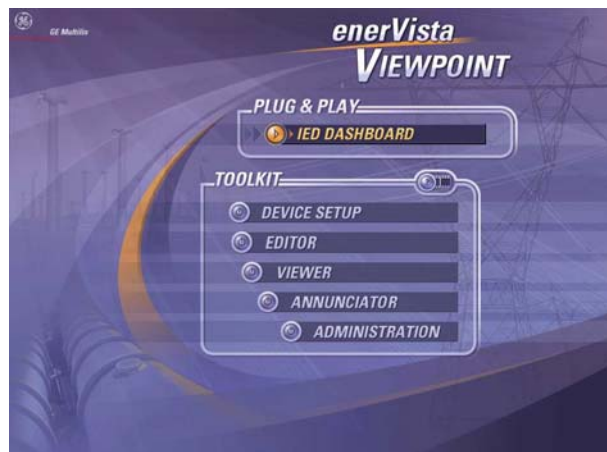 GE Multilin
enerVista
VIEWPOINT
PLUG & PLAY
IED DASHBOARD
TOOLKIT
DEVICE SETUP
EDITOR
VIEWER
ANNUNCIATOR
ADMINISTRATION